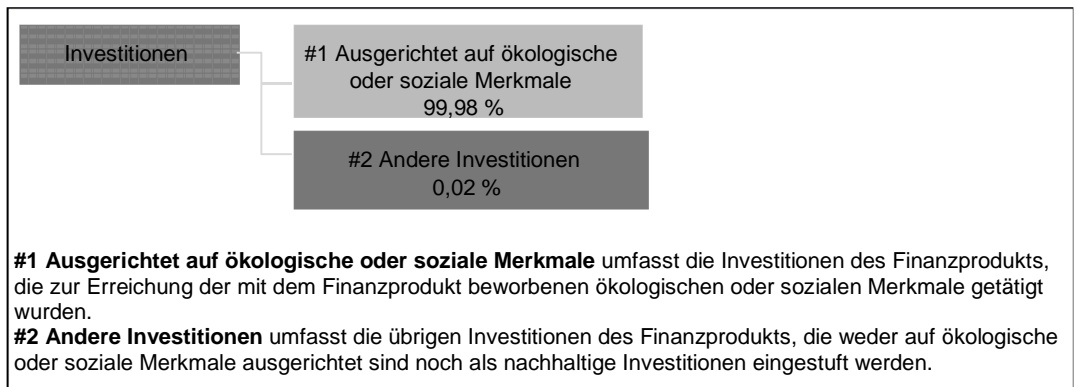 Investitionen
#1 Ausgerichtet auf ökologische
oder soziale Merkmale
99,98 %
#2 Andere Investitionen
0,02 %
#1 Ausgerichtet auf ökologische oder soziale Merkmale umfasst die Investitionen des Finanzprodukts,
die zur Erreichung der mit dem Finanzprodukt beworbenen ökologischen oder sozialen Merkmale getätigt
wurden.
#2 Andere Investitionen umfasst die übrigen Investitionen des Finanzprodukts, die weder auf ökologische
oder soziale Merkmale ausgerichtet sind noch als nachhaltige Investitionen eingestuft werden.